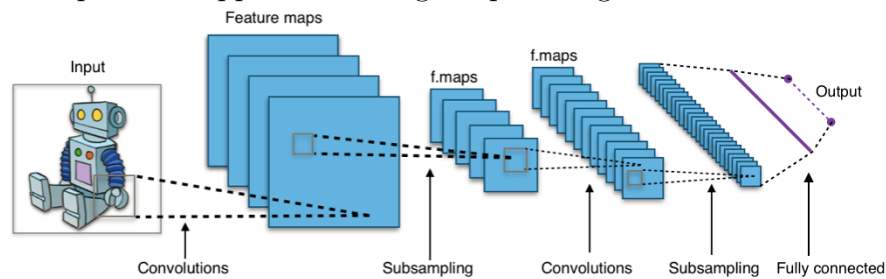 Feature maps
Input
f.maps
f.maps
Output
Convolutions
Subsampling
Convolutions
Subsampling
Fully connected